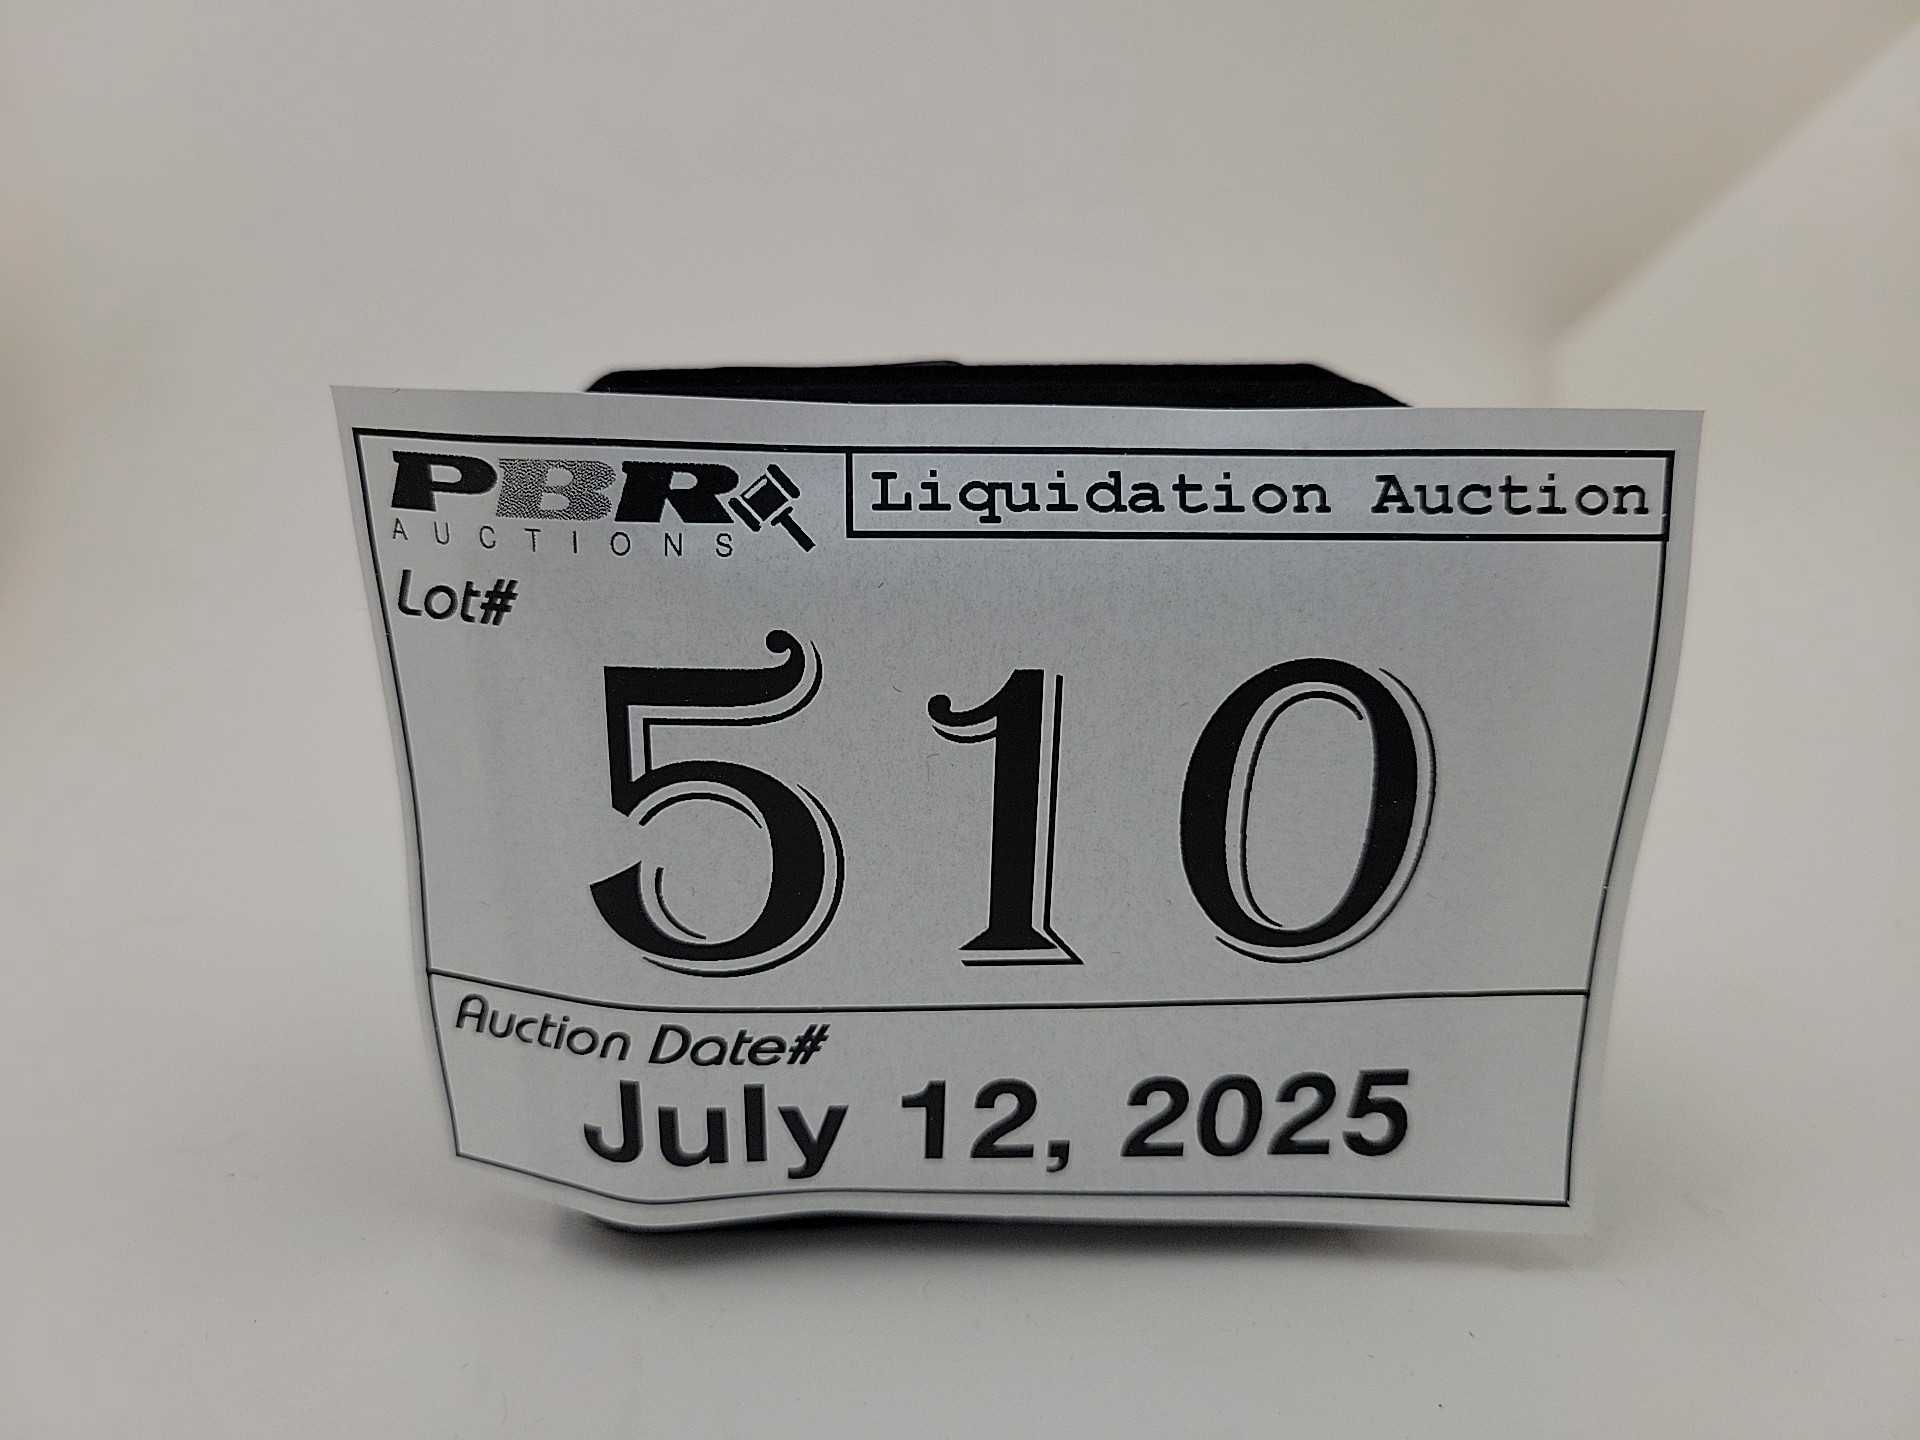 PBR
AUCTIONS
Liquidation Auction
Lot#
510
Auction Date#
July 12, 2025